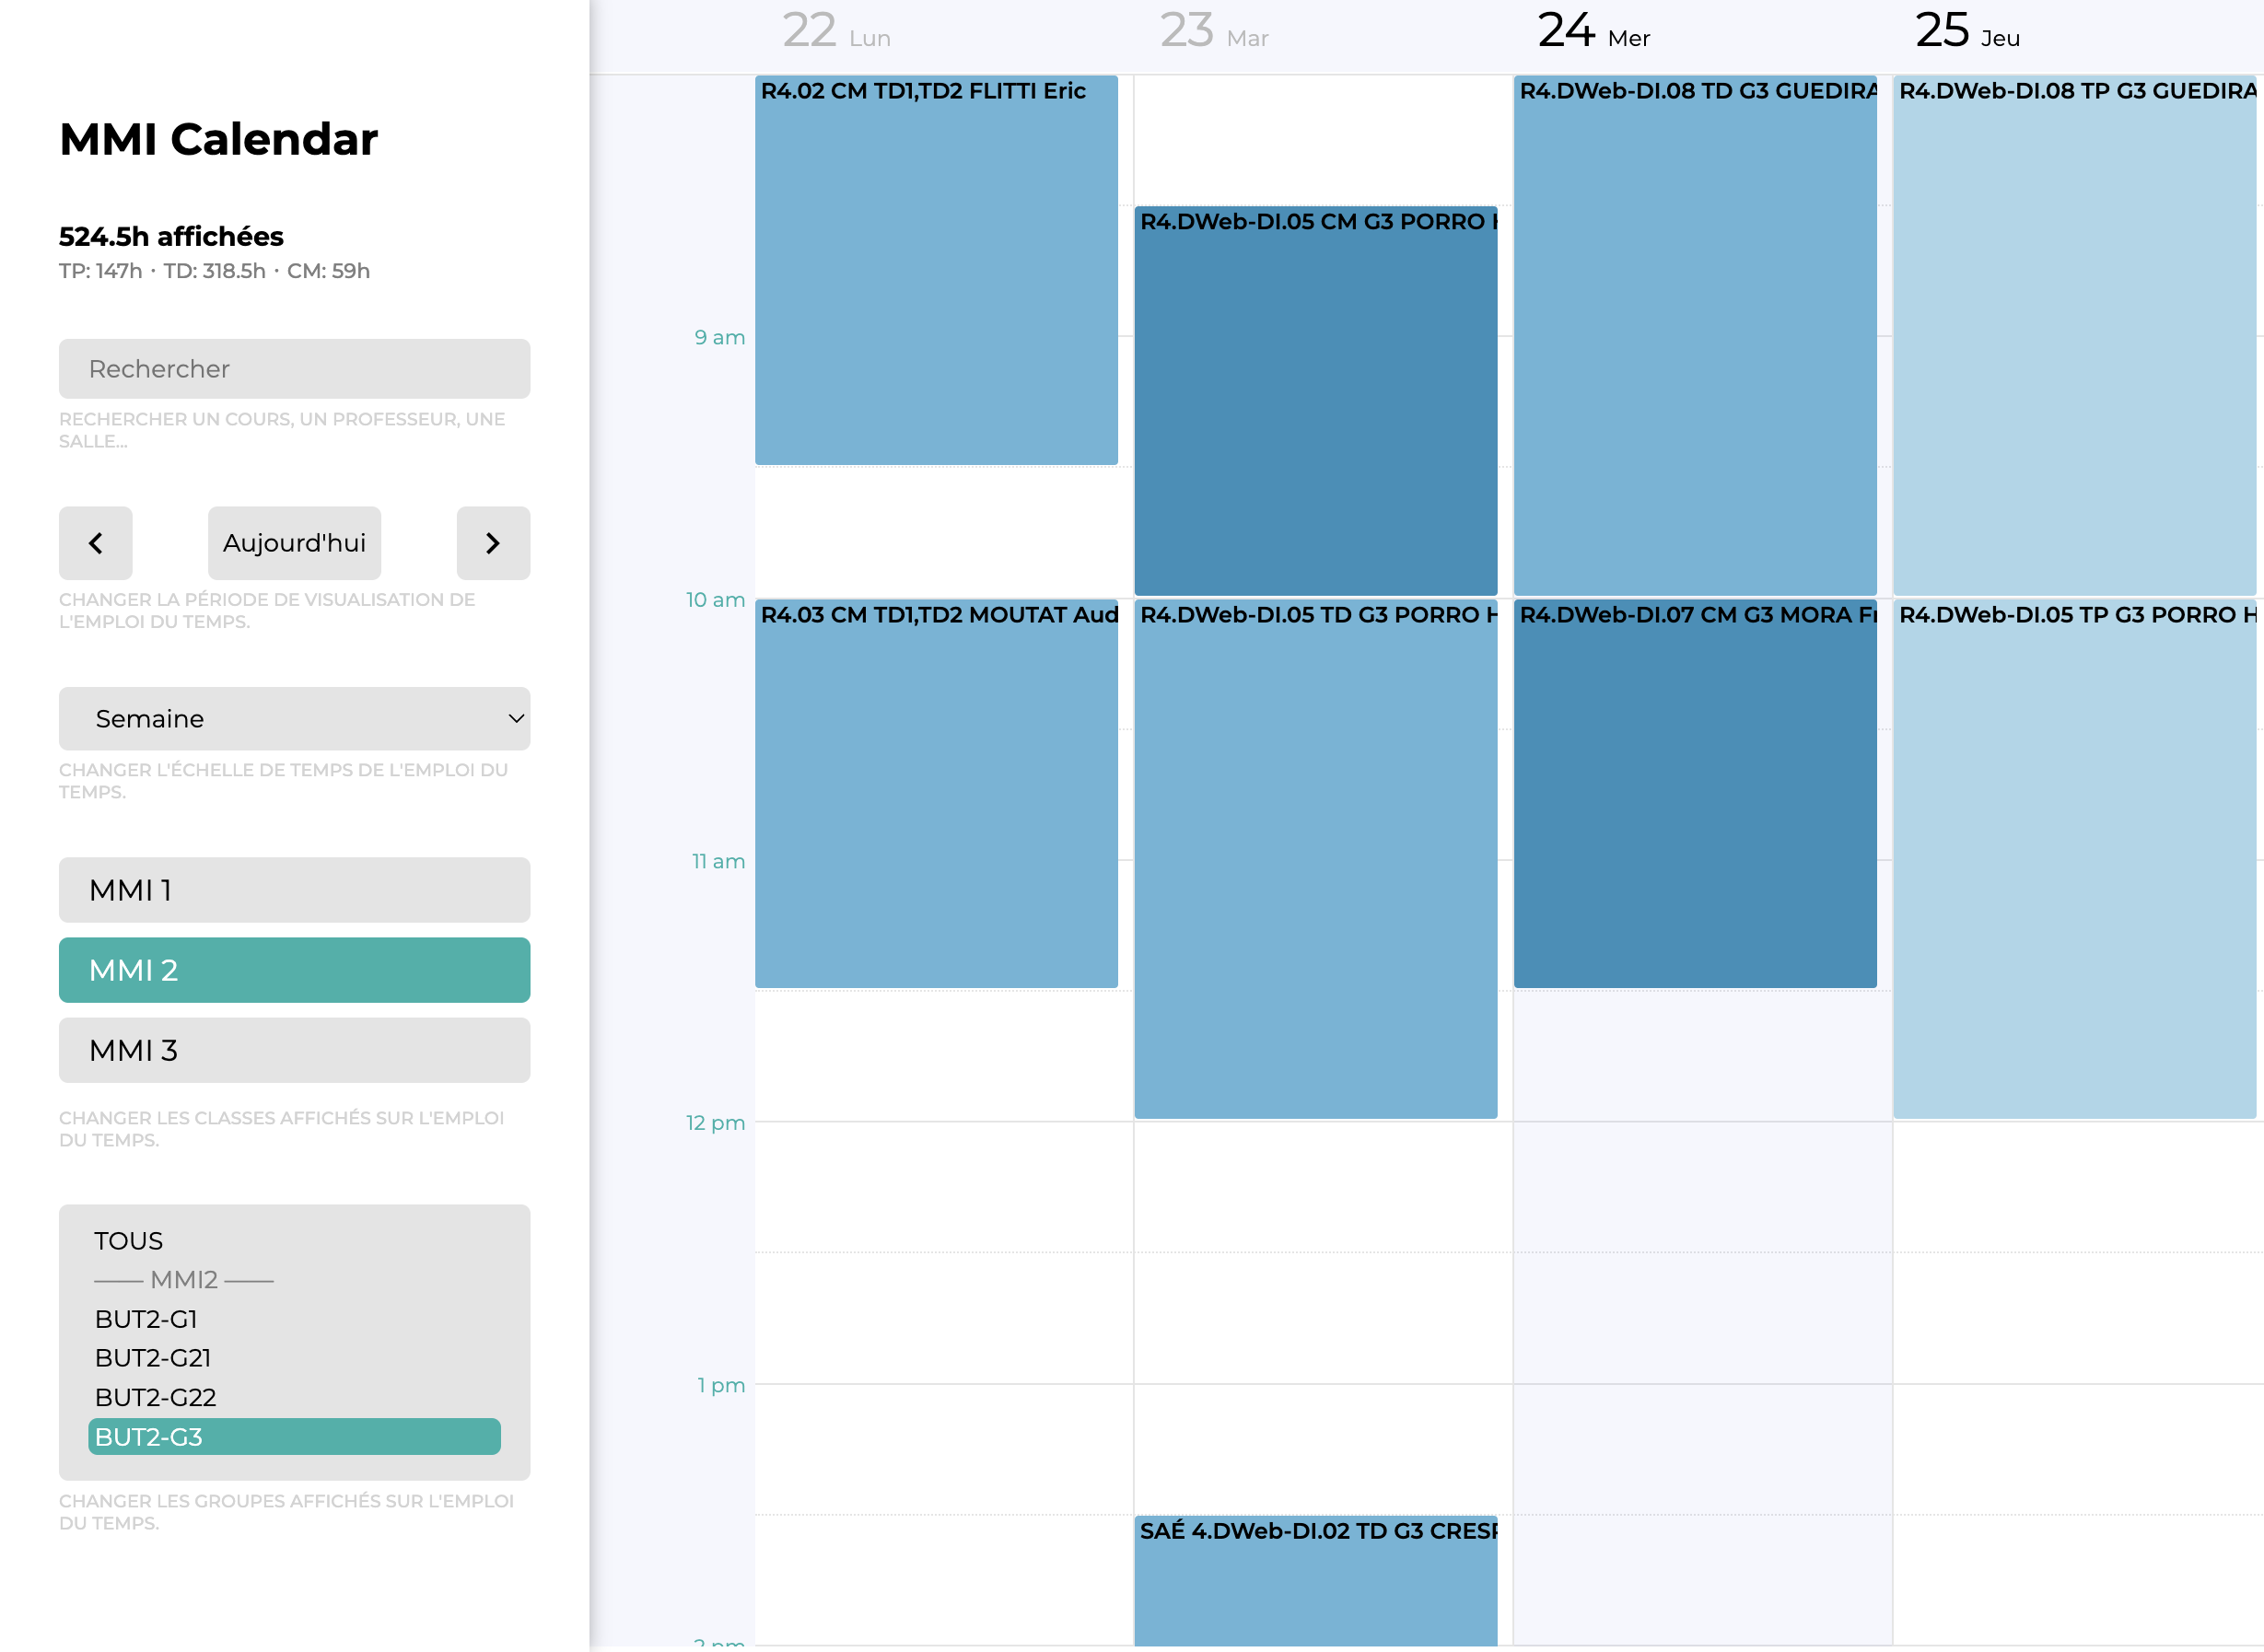 MMI Calendar
524.5h affichées
TP: 147h · TD: 318.5h · CM: 59h
Rechercher
RECHERCHER UN COURS, UN PROFESSEUR, UNE
SALLE...
Aujourd'hui
CHANGER LA PÉRIODE DE VISUALISATION DE
L'EMPLOI DU TEMPS.
Semaine
CHANGER L'ÉCHELLE DE TEMPS DE L'EMPLOI DU
TEMPS.
MMI 1
MMI 2
MMI 3
CHANGER LES CLASSES AFFICHÉS SUR L'EMPLOI
DU TEMPS.
TOUS
—— MMI2 ——
BUT2-G1
BUT2-G21
BUT2-G22
BUT2-G3
CHANGER LES GROUPES AFFICHÉS SUR L'EMPLOI
DU TEMPS.
22 Lun
23 Mar
24 Mer
25 Jeu
9 am
10 am
11 am
12 pm
1 pm
2 pm
R4.02 CM TD1,TD2 FLITTI Eric
R4.03 CM TD1,TD2 MOUTAT Aud
R4.DWeb-DI.05 CM G3 PORRO
R4.DWeb-DI.05 TD G3 PORRO H
SAÉ 4.DWeb-DI.02 TD G3 CRESP
R4.DWeb-DI.08 TD G3 GUEDIRA
R4.DWeb-DI.07 CM G3 MORA Fr
R4.DWeb-DI.08 TP G3 GUEDIRA
R4.DWeb-DI.05 TP G3 PORRO H